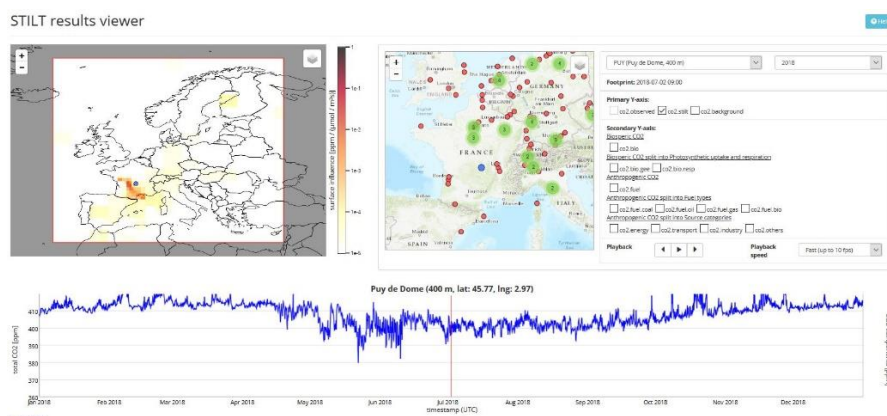 STILT results viewer
Help
+
-
1
1e-1
1e-2
1e-3
1e-4
1e-5
1e-6
surface influence [ppm / (μmol / m²s)]
+
-
GERMANY
FRANCE
ITALY
SPAIN
PUY (Puy de Dome, 400 m)
2018
Footprint: 2018-07-02 09:00
Primary Y-axis:
co2.observed co2.stilt co2.background
Secondary Y-axis:
Biospheric CO2
co2.bio
Biospheric CO2 split into Photosynthetic uptake and respiration
co2.bio.gee co2.bio.resp
Anthropogenic CO2
co2.fuel
Anthropogenic CO2 split into Fuel types
co2.fuel.coal co2.fuel.oil co2.fuel.gas co2.fuel.bio
Anthropogenic CO2 split into Source categories
co2.energy co2.transport co2.industry co2.others
Playback
Playback speed
Fast (up to 10 fps)
Puy de Dome (400 m, lat: 45.77, lng: 2.97)
total CO2 [ppm]
410
400
390
380
370
360
Jan 2018 Feb 2018 Mar 2018 Apr 2018 May 2018 Jun 2018 Jul 2018 Aug 2018 Sep 2018 Oct 2018 Nov 2018 Dec 2018
timestamp (UTC)